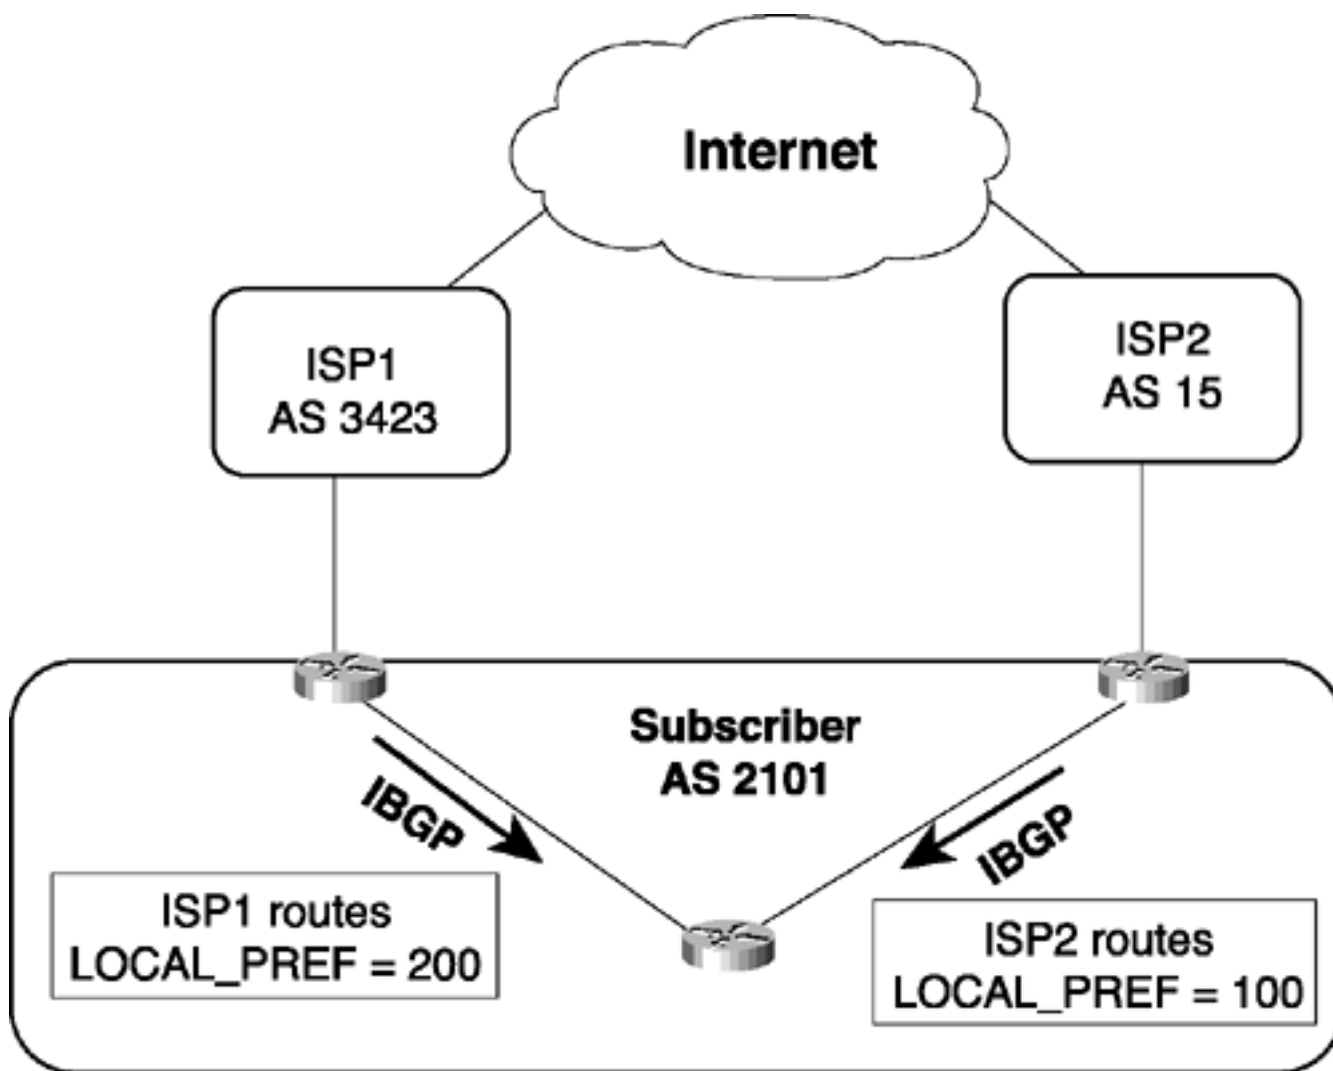 Internet
ISP1
AS 3423
ISP2
AS 15
Subscriber
AS 2101
IBGP
IBGP
ISP1 routes
LOCAL_PREF = 200
ISP2 routes
LOCAL_PREF = 100